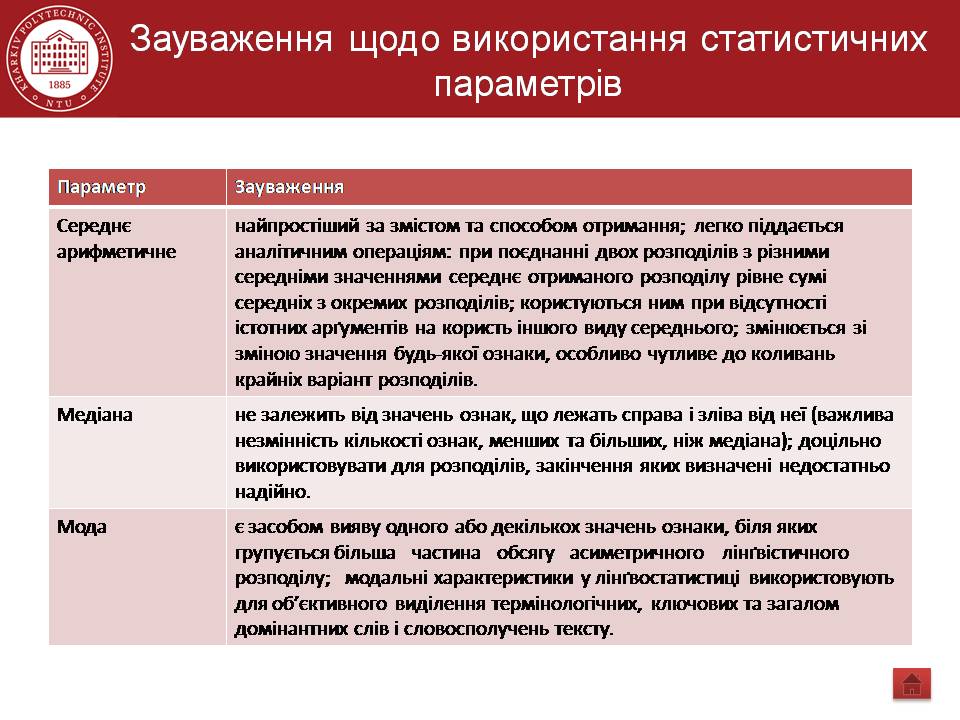 KHARKIV POLYTECHNIC INSTITUTE
1885
NTU
Зауваження щодо використання статистичних
параметрів
Параметр
Зауваження
Середнє
арифметичне
найпростіший за змістом та способом отримання; легко піддається
аналітичним операціям: при поєднанні двох розподілів з різними
середніми значеннями середнє отриманого розподілу рівне сумі
середніх з окремих розподілів; користуються ним при відсутності
істотних арґументів на користь іншого виду середнього; змінюється зі
зміною значення будь-якої ознаки, особливо чутливе до коливань
крайніх варіант розподілів.
Медіана
не залежить від значень ознак, що лежать справа і зліва від неї (важлива
незмінність кількості ознак, менших та більших, ніж медіана); доцільно
використовувати для розподілів, закінчення яких визначені недостатньо
надійно.
Мода
є засобом вияву одного або декількох значень ознаки, біля яких
групується більша частина обсягу асиметричного лінґвістичного
розподілу; модальні характеристики у лінґвостатистиці використовують
для об’єктивного виділення термінологічних, ключових та загалом
домінантних слів і словосполучень тексту.